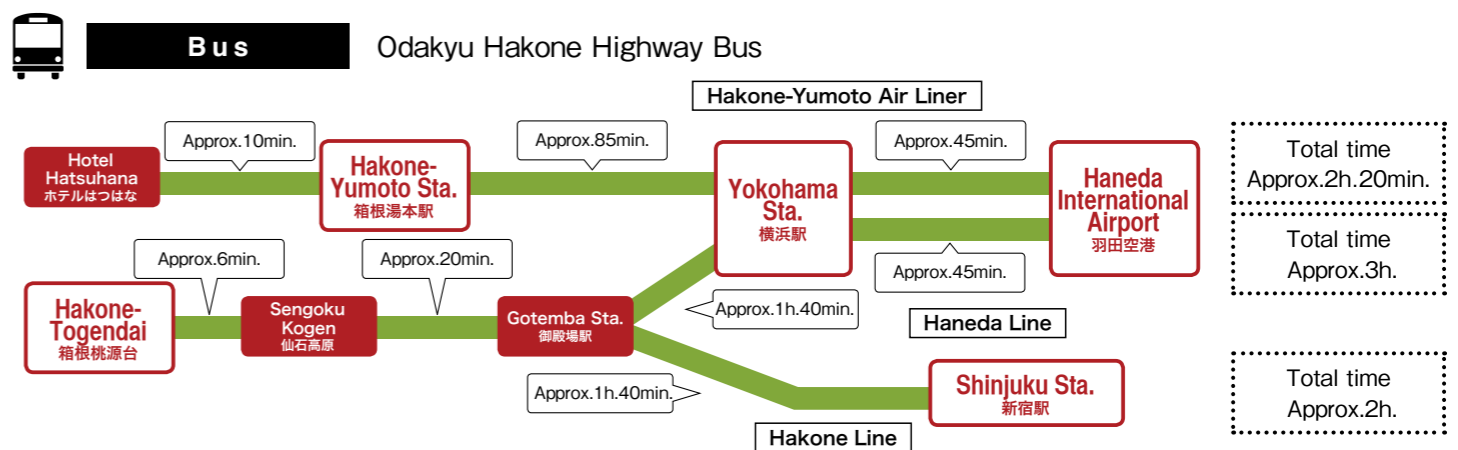 Bus
Odakyu Hakone Highway Bus
Hakone-Yumoto Air Liner
Approx.10min.
Approx.85min.
Approx.45min.
Hotel
Hatsuhana
ホテルはつはな
Hakone-
Yumoto Sta.
箱根湯本駅
Yokohama
Sta.
横浜駅
Haneda
International
Airport
羽田空港
Total time
Approx.2h.20min.
Approx.6min.
Approx.20min.
Approx.45min.
Total time
Approx.3h.
Hakone-
Togendai
箱根桃源台
Sengoku
Kogen
仙石高原
Gotemba Sta.
御殿場駅
Approx.1h.40min.
Haneda Line
Approx.1h.40min.
Shinjuku Sta.
新宿駅
Total time
Approx.2h.
Hakone Line